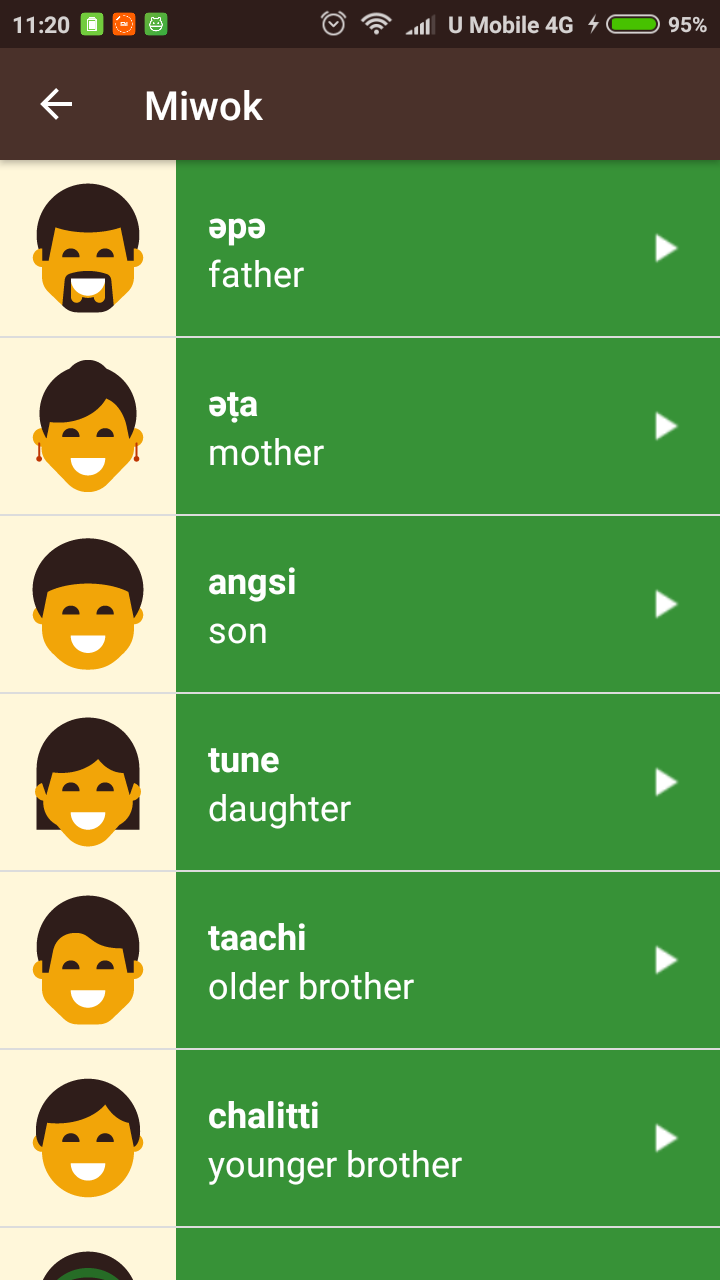 11:20 U Mobile 4G 95%
Miwok
əpə
father
əṭa
mother
angsi
son
tune
daughter
taachi
older brother
chalitti
younger brother